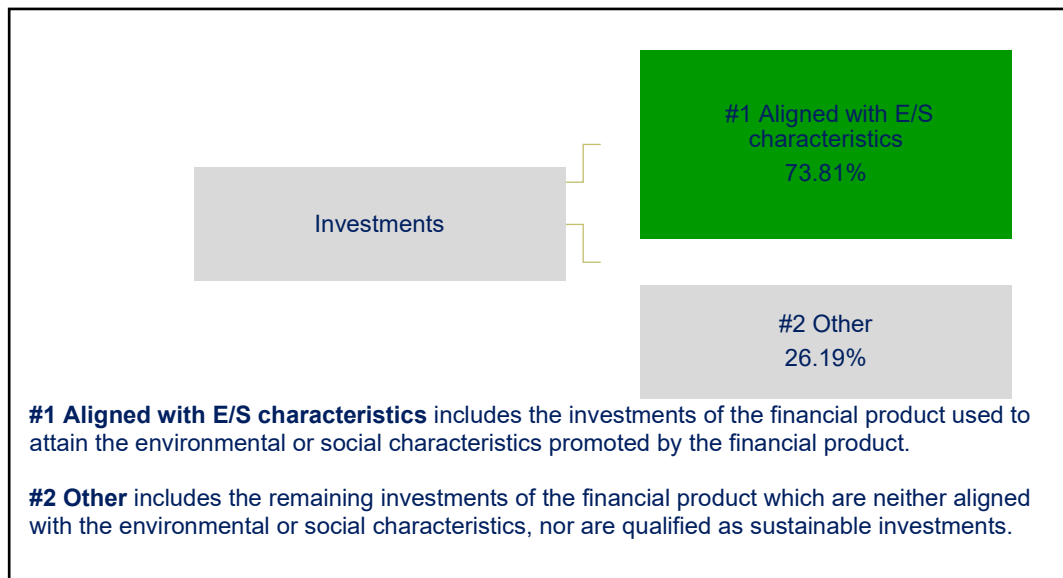 #1 Aligned with E/S
characteristics
73.81%
Investments
#2 Other
26.19%
#1 Aligned with E/S characteristics includes the investments of the financial product used to
attain the environmental or social characteristics promoted by the financial product.
#2 Other includes the remaining investments of the financial product which are neither aligned
with the environmental or social characteristics, nor are qualified as sustainable investments.